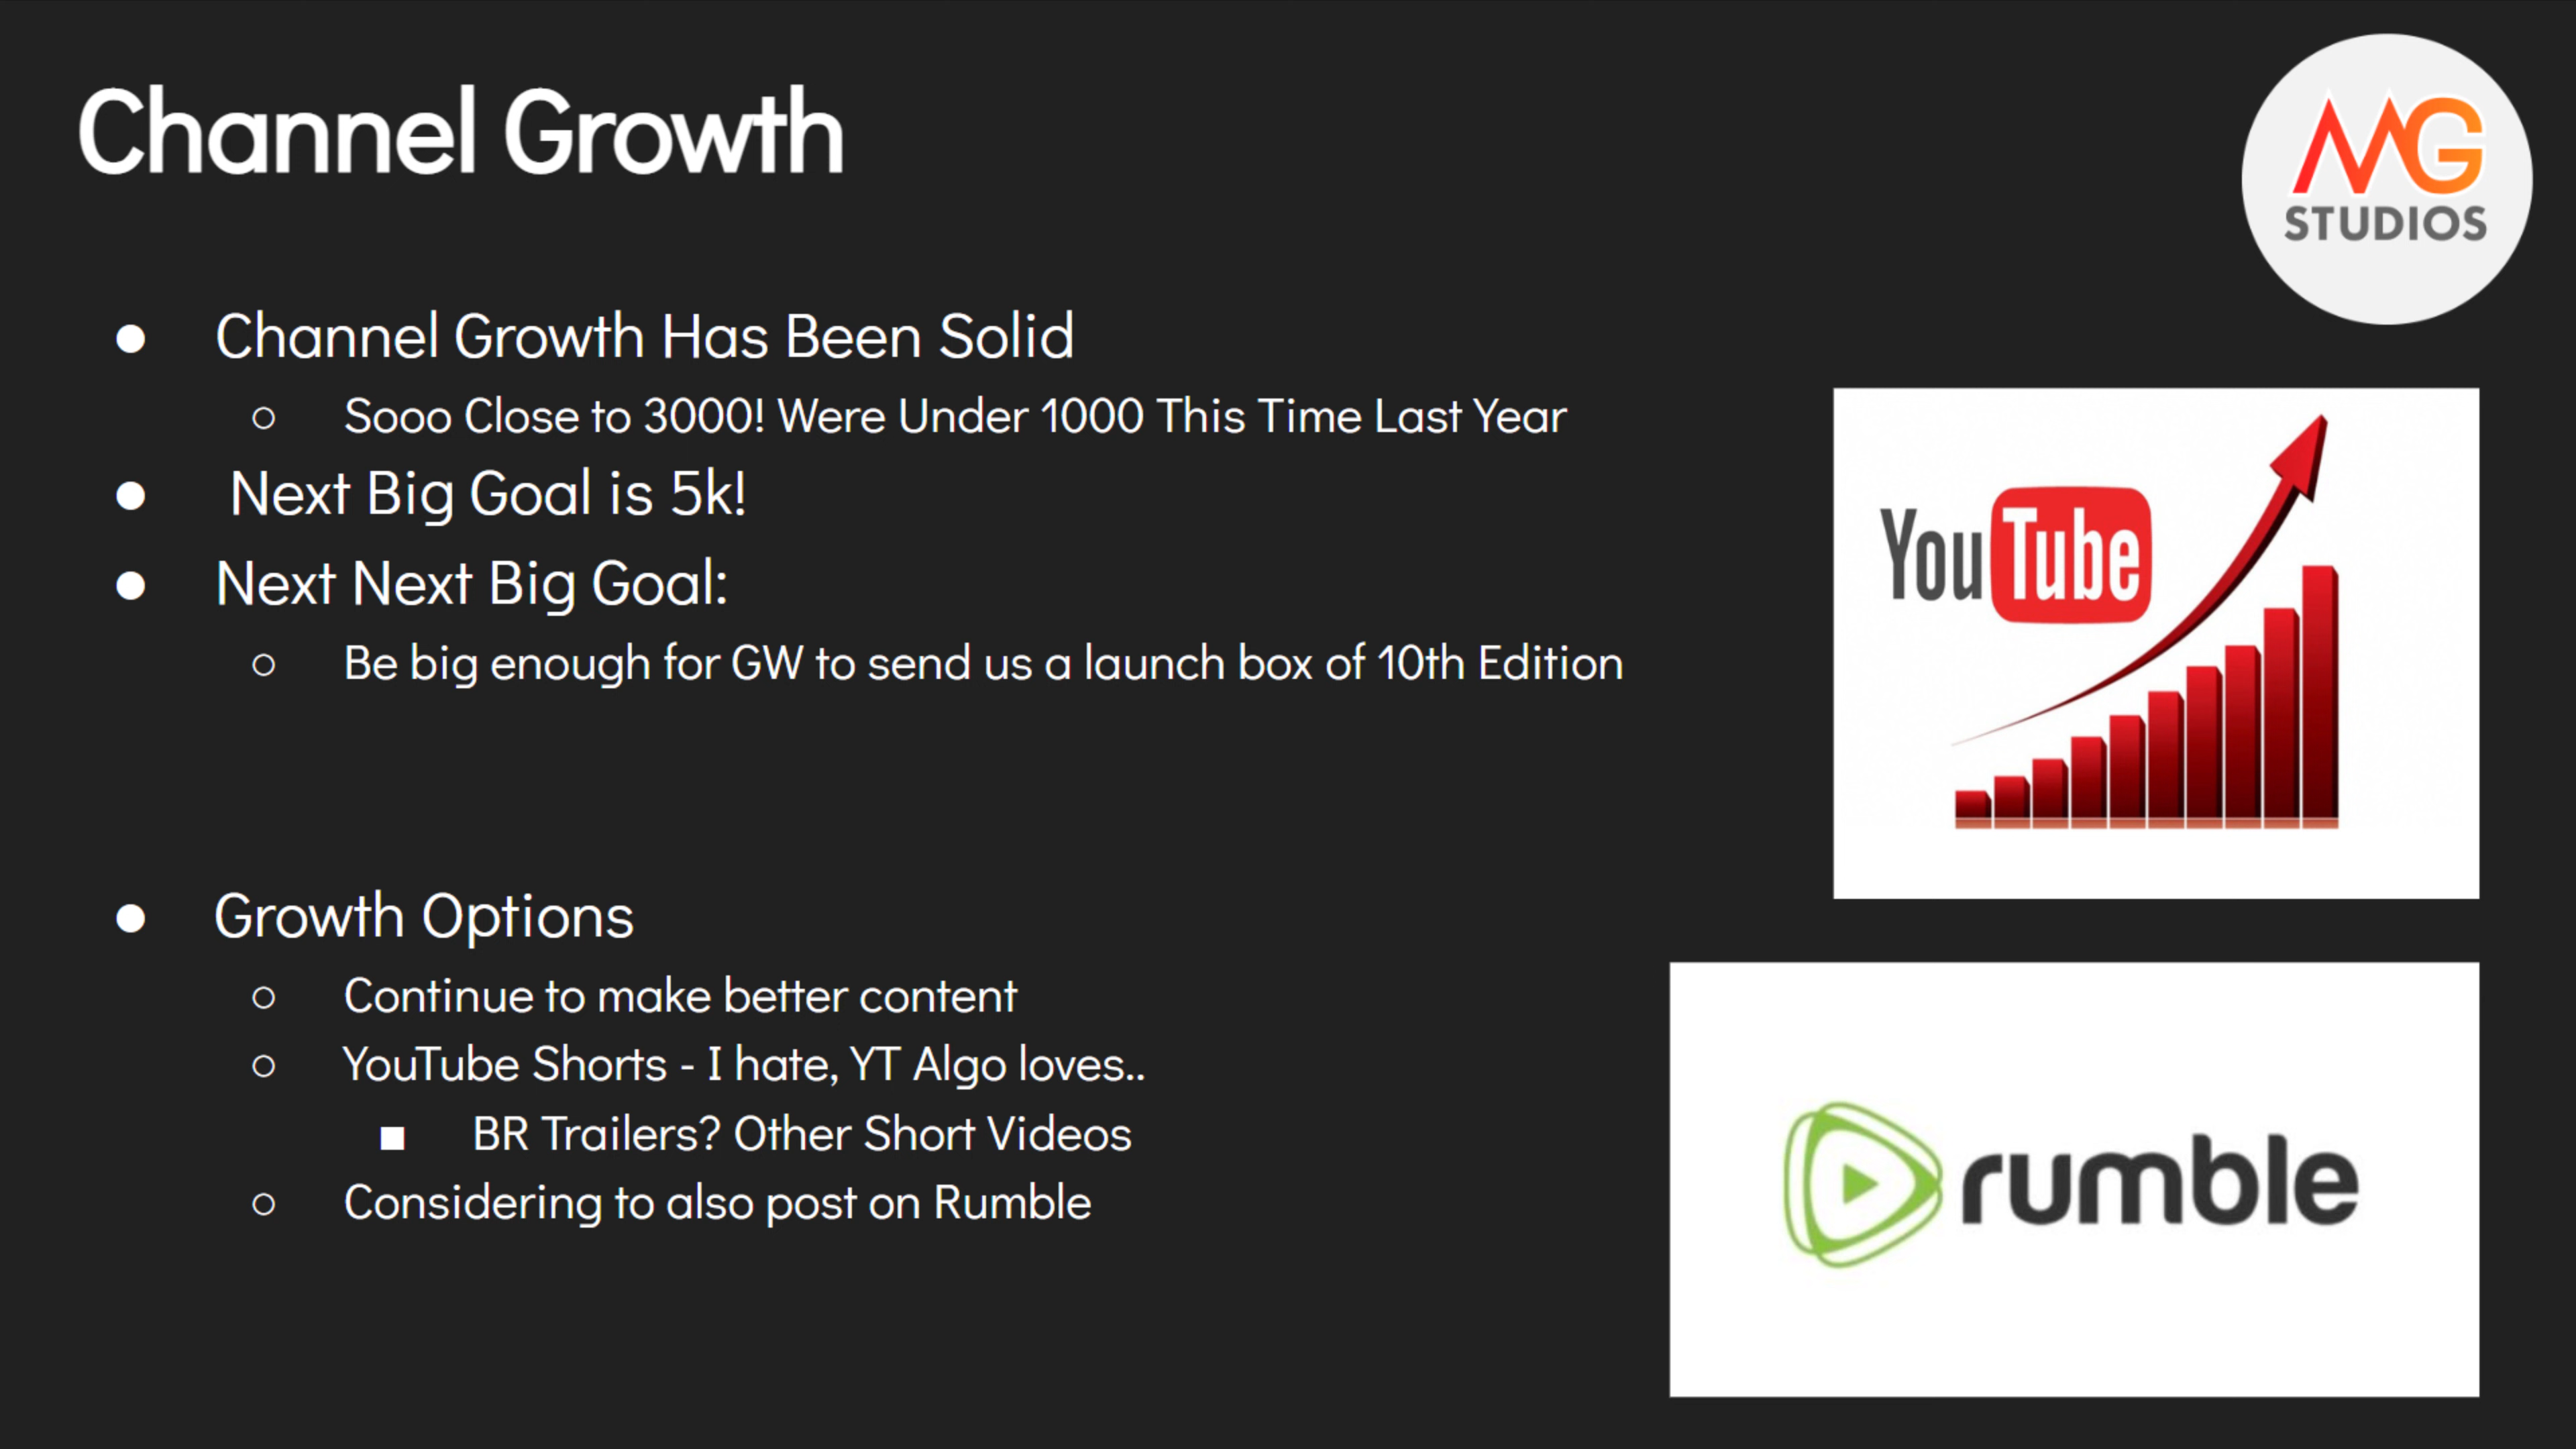 Channel Growth
MG
STUDIOS
● Channel Growth Has Been Solid
○ Sooo Close to 3000! Were Under 1000 This Time Last Year
● Next Big Goal is 5k!
● Next Next Big Goal:
○ Be big enough for GW to send us a launch box of 10th Edition
YouTube
● Growth Options
○ Continue to make better content
○ YouTube Shorts - I hate, YT Algo loves..
■ BR Trailers? Other Short Videos
○ Considering to also post on Rumble
rumble